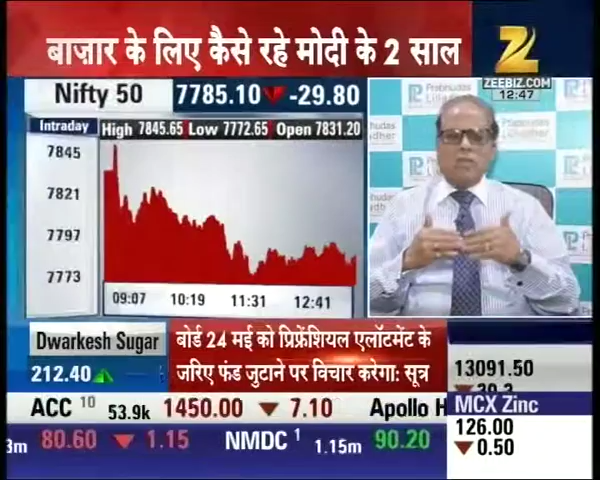 बाज़ार के लिए कैसे रहे मोदी के 2 साल
ZEEBIZ.COM
12:47
Nifty 50 7785.10 -29.80
Intraday High 7845.65 Low 7772.65 Open 7831.20
7845
7821
7797
7773
09:07 10:19 11:31 12:41
Prabhudas
Lilladher
Dwarkesh Sugar
212.40
बोर्ड 24 मई को प्रिफ्रेंशियल एलॉटमेंट के
जरिए फंड जुटाने पर विचार करेगा: सूत्र
13091.50
ACC 10 53.9k 1450.00 7.10 Apollo H
MCX Zinc
126.00
0.50
3m 80.60 1.15 NMDC 1 1.15m 90.20